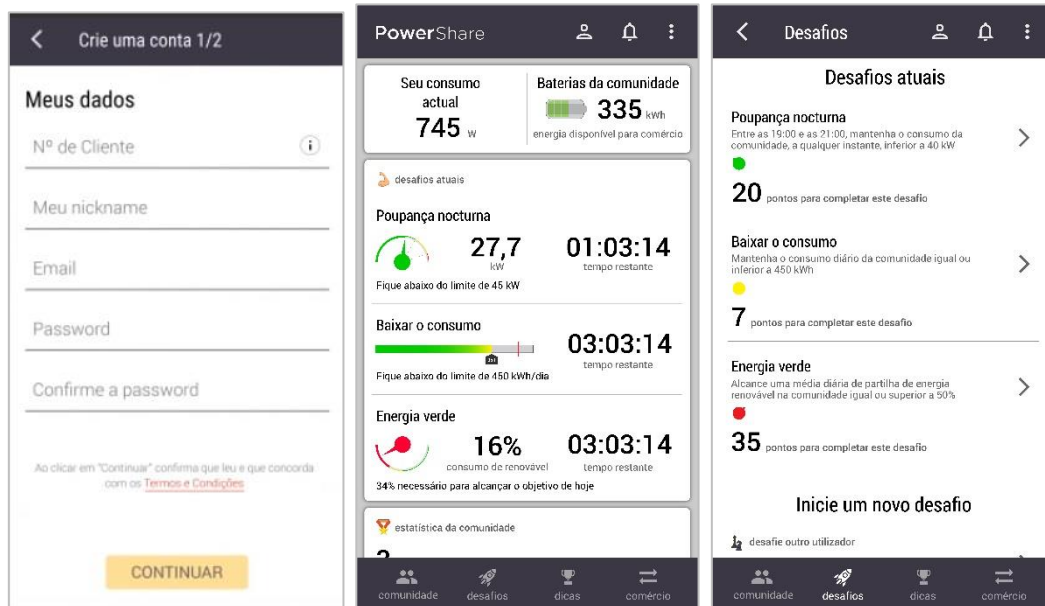 Crie uma conta 1/2
Meus dados
Nº de Cliente
Meu nickname
Email
Password
Confirme a password
Ao clicar em "Continuar" confirma que leu e que concorda
com os Termos e Condições
CONTINUAR
PowerShare
Seu consumo
actual
745 W
Baterias da comunidade
335 kWh
energia disponível para comércio
desafios atuais
Poupança nocturna
27,7
kW
01:03:14
tempo restante
Fique abaixo do limite de 45 kW
Baixar o consumo
03:03:14
tempo restante
Fique abaixo do limite de 450 kWh/dia
Energia verde
16%
consumo de renovável
03:03:14
tempo restante
34% necessário para alcançar o objetivo de hoje
estatística da comunidade
comunidade
desafios
dicas
comércio
Desafios
Desafios atuais
Poupança nocturna
Entre as 19:00 e as 21:00, mantenha o consumo da
comunidade, a qualquer instante, inferior a 40 kW
20 pontos para completar este desafio
Baixar o consumo
Mantenha o consumo diário da comunidade igual ou
inferior a 450 kWh
7 pontos para completar este desafio
Energia verde
Alcance uma média diária de partilha de energia
renovável na comunidade igual ou superior a 50%
35 pontos para completar este desafio
Inicie um novo desafio
desafie outro utilizador
comunidade
desafios
dicas
comércio